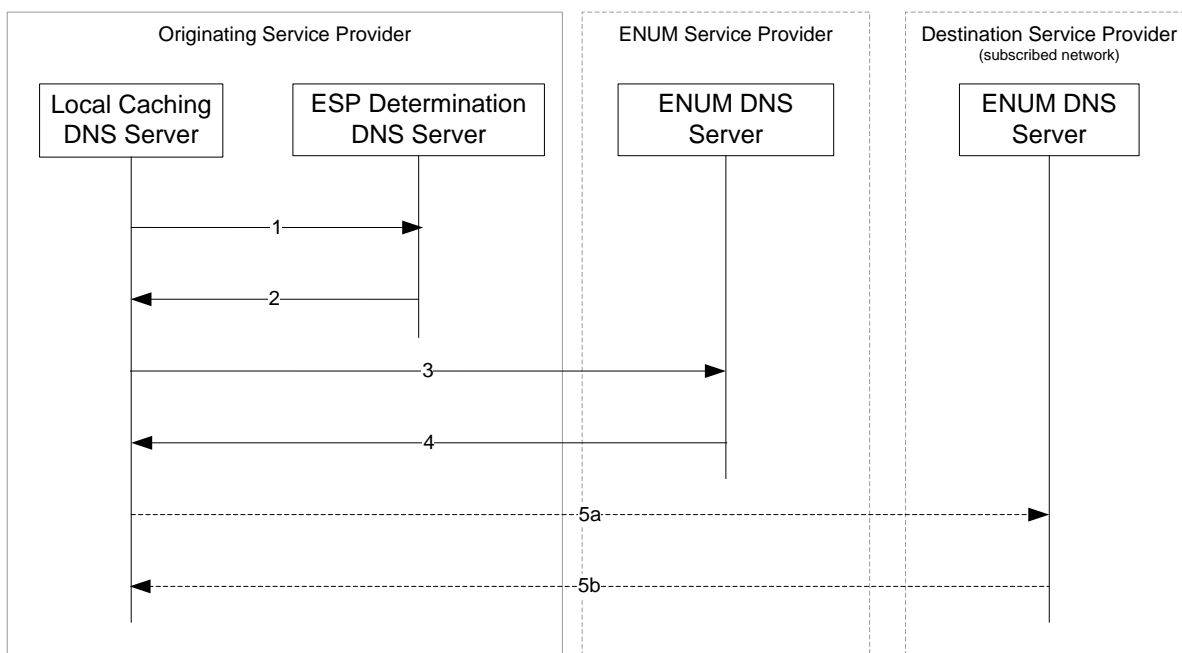 Originating Service Provider
ENUM Service Provider
Destination Service Provider
(subscribed network)
Local Caching
DNS Server
ESP Determination
DNS Server
ENUM DNS
Server
ENUM DNS
Server
1
2
3
4
5a
5b